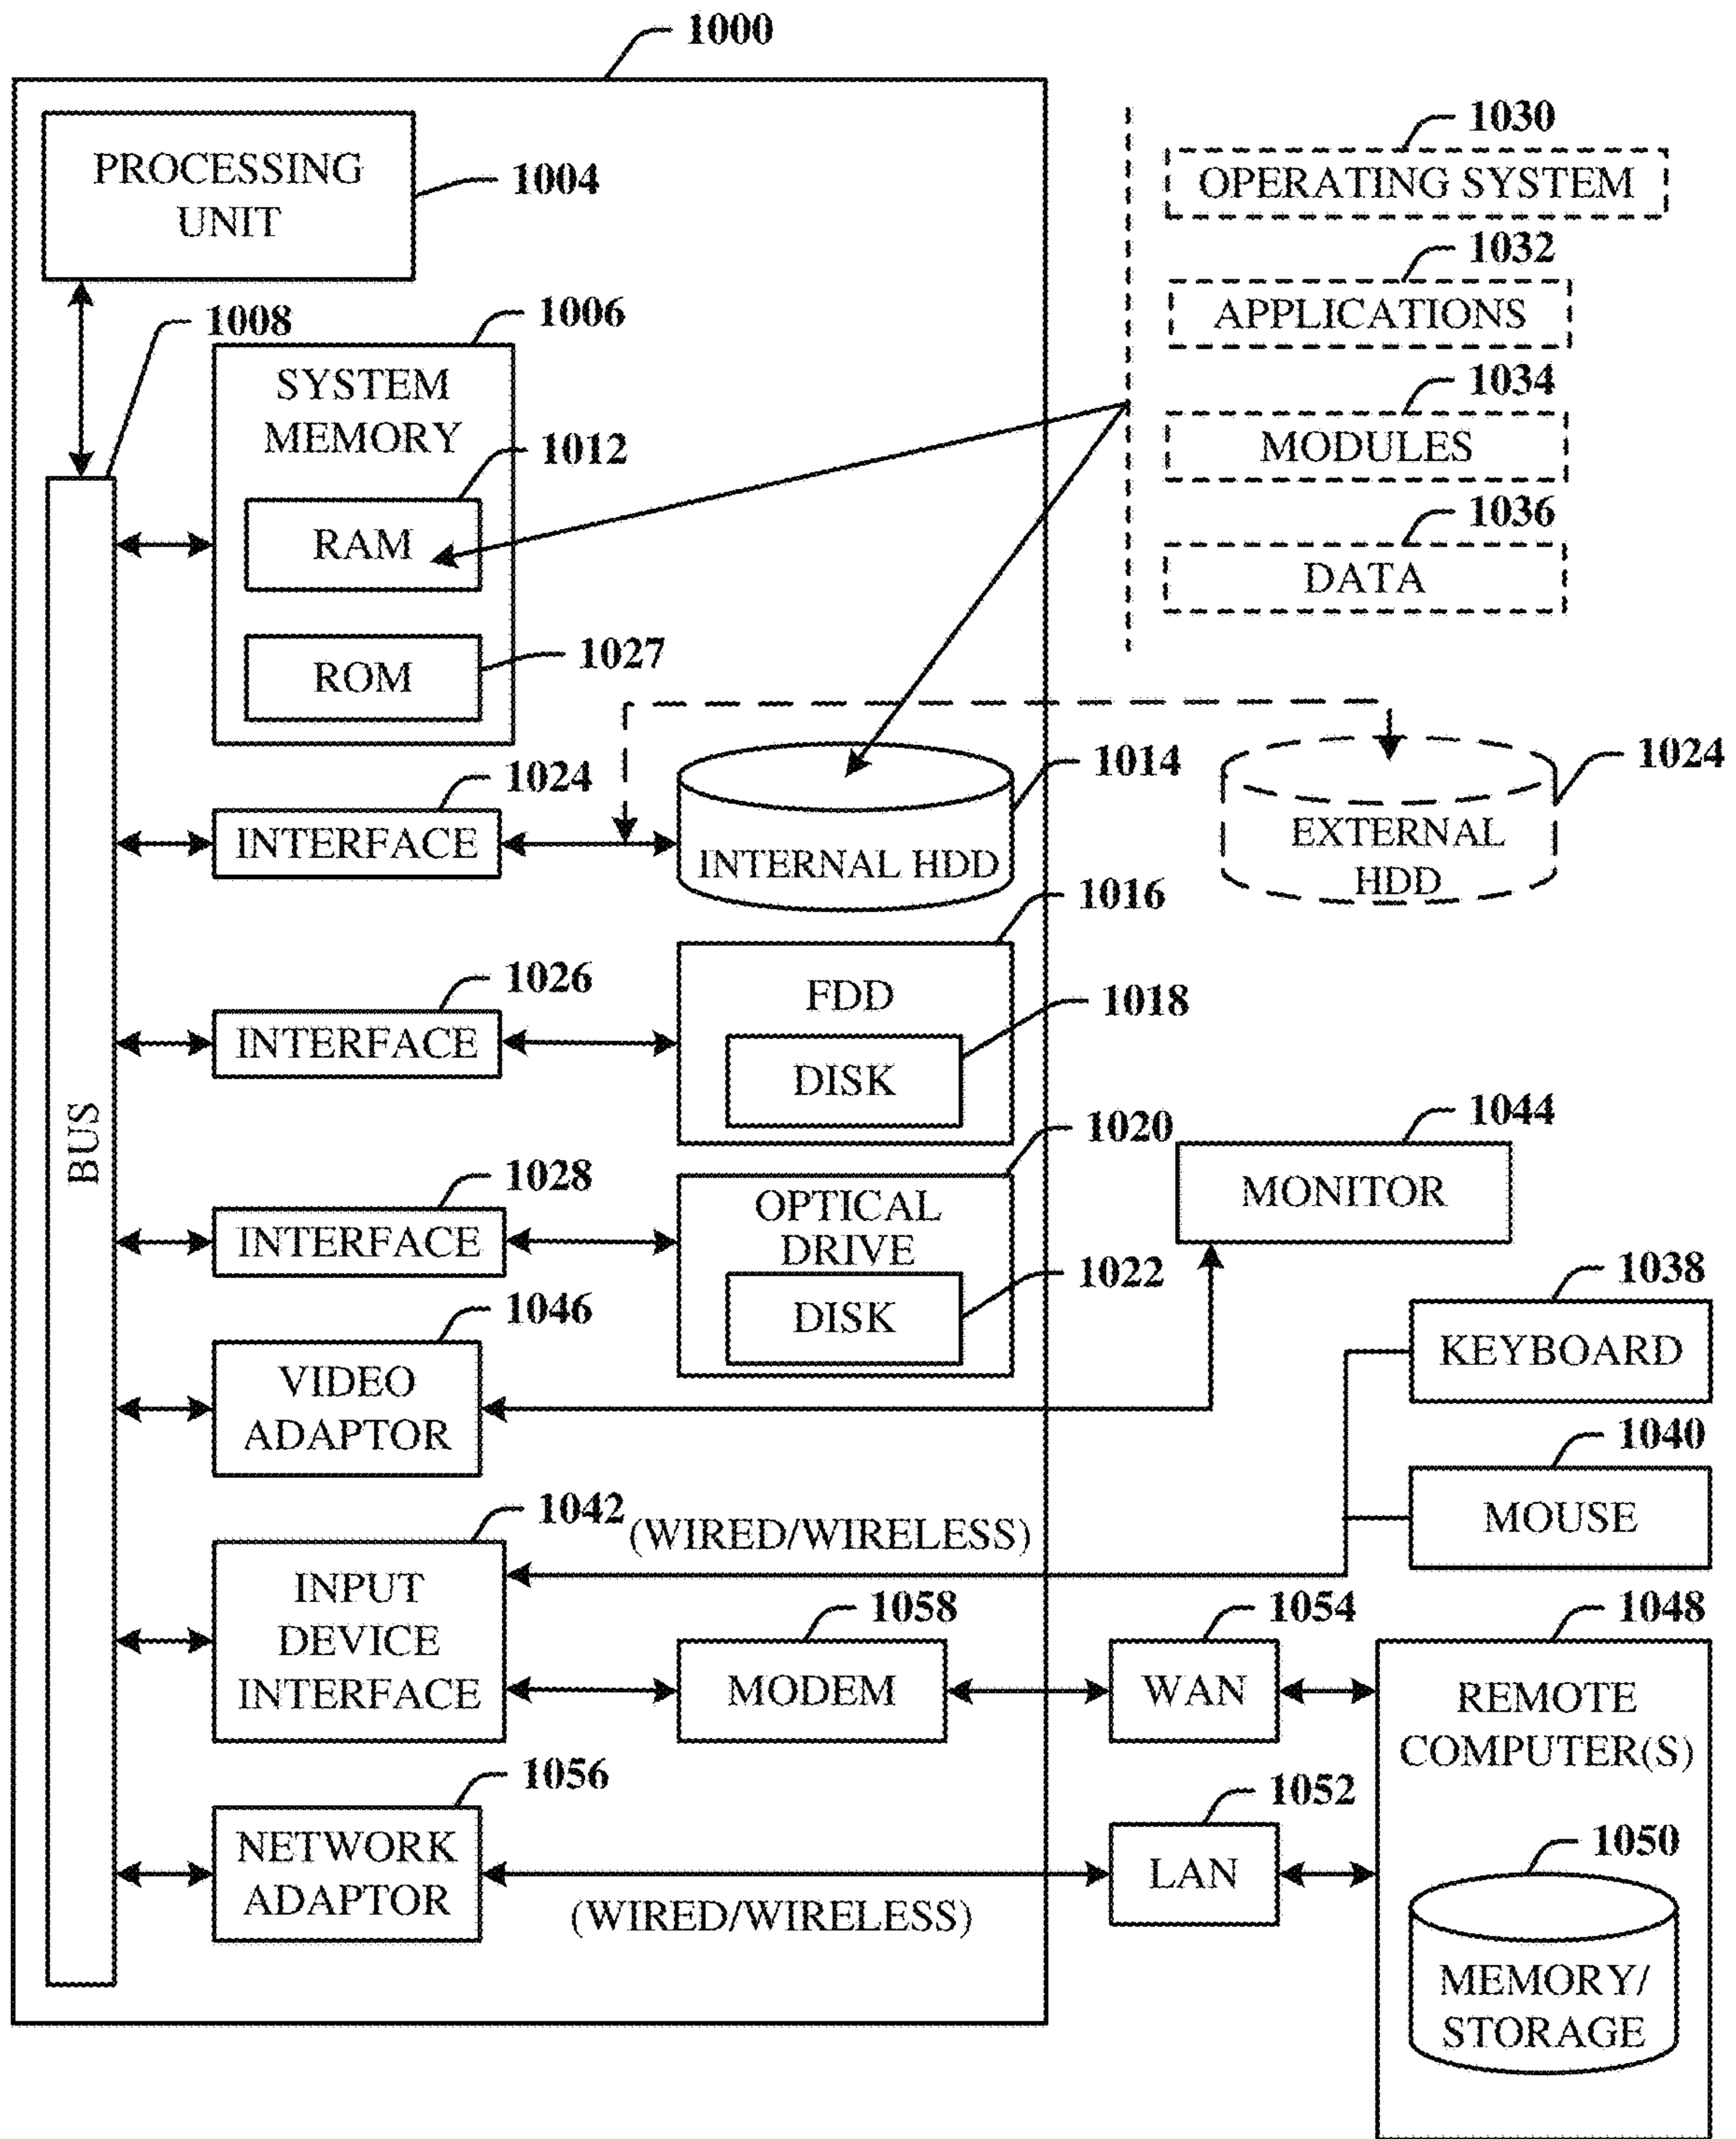 1000
PROCESSING
UNIT
1004
1030
OPERATING SYSTEM
1032
APPLICATIONS
1034
MODULES
1036
DATA
1008
1006
SYSTEM
MEMORY
1012
RAM
ROM
1027
1024
INTERFACE
1014
INTERNAL HDD
1024
EXTERNAL
HDD
1016
1026
INTERFACE
FDD
1018
DISK
BUS
1020
1044
MONITOR
1028
INTERFACE
OPTICAL
DRIVE
1022
DISK
1038
KEYBOARD
1046
VIDEO
ADAPTOR
1040
MOUSE
1042
(WIRED/WIRELESS)
INPUT
DEVICE
INTERFACE
1058
MODEM
1054
WAN
1048
REMOTE
COMPUTER(S)
1056
NETWORK
ADAPTOR
(WIRED/WIRELESS)
1052
LAN
1050
MEMORY/
STORAGE